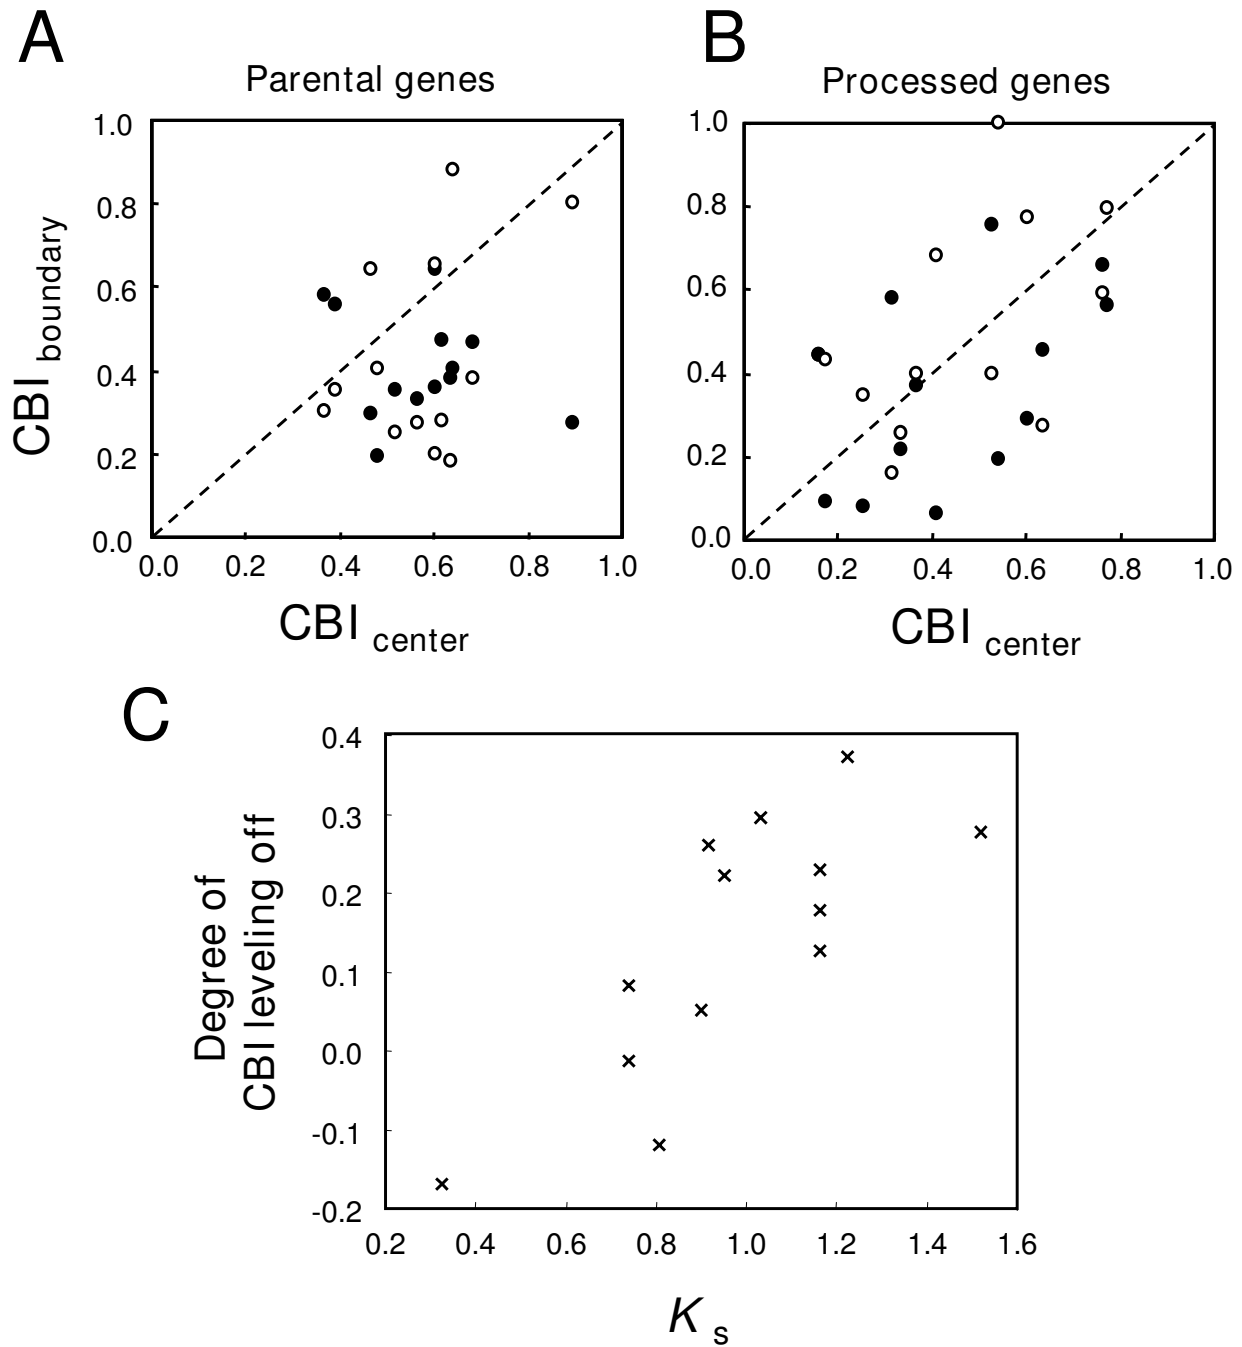 A
Parental genes
1.0
0.8
0.6
0.4
0.2
0.0
CBI boundary
0.0 0.2 0.4 0.6 0.8 1.0
CBI center
B
Processed genes
1.0
0.8
0.6
0.4
0.2
0.0
0.0 0.2 0.4 0.6 0.8 1.0
CBI center
C
0.4
0.3
0.2
0.1
0.0
-0.1
-0.2
Degree of
CBI leveling off
0.2 0.4 0.6 0.8 1.0 1.2 1.4 1.6
K s